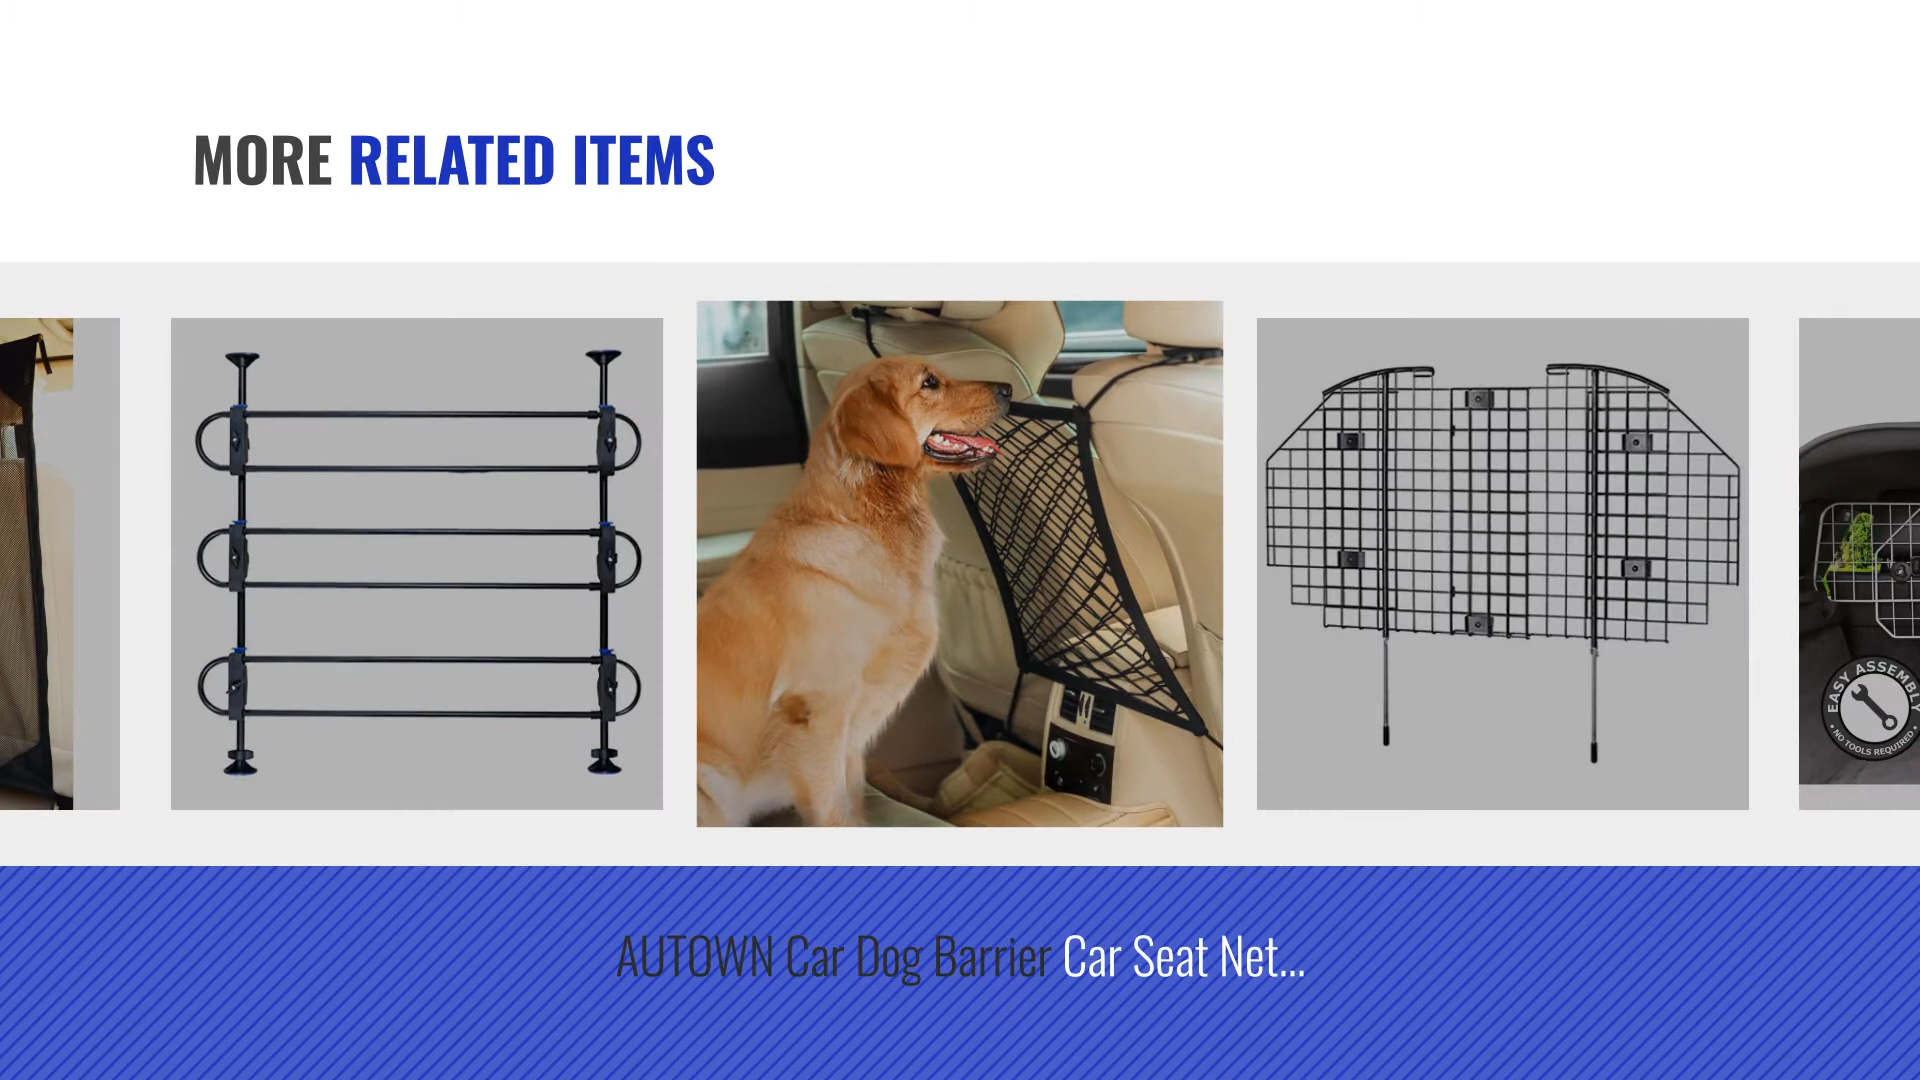 MORE RELATED ITEMS
EASY ASSEMBLY
• NO TOOLS REQUIRED •
AUTOWN Car Dog Barrier Car Seat Net...